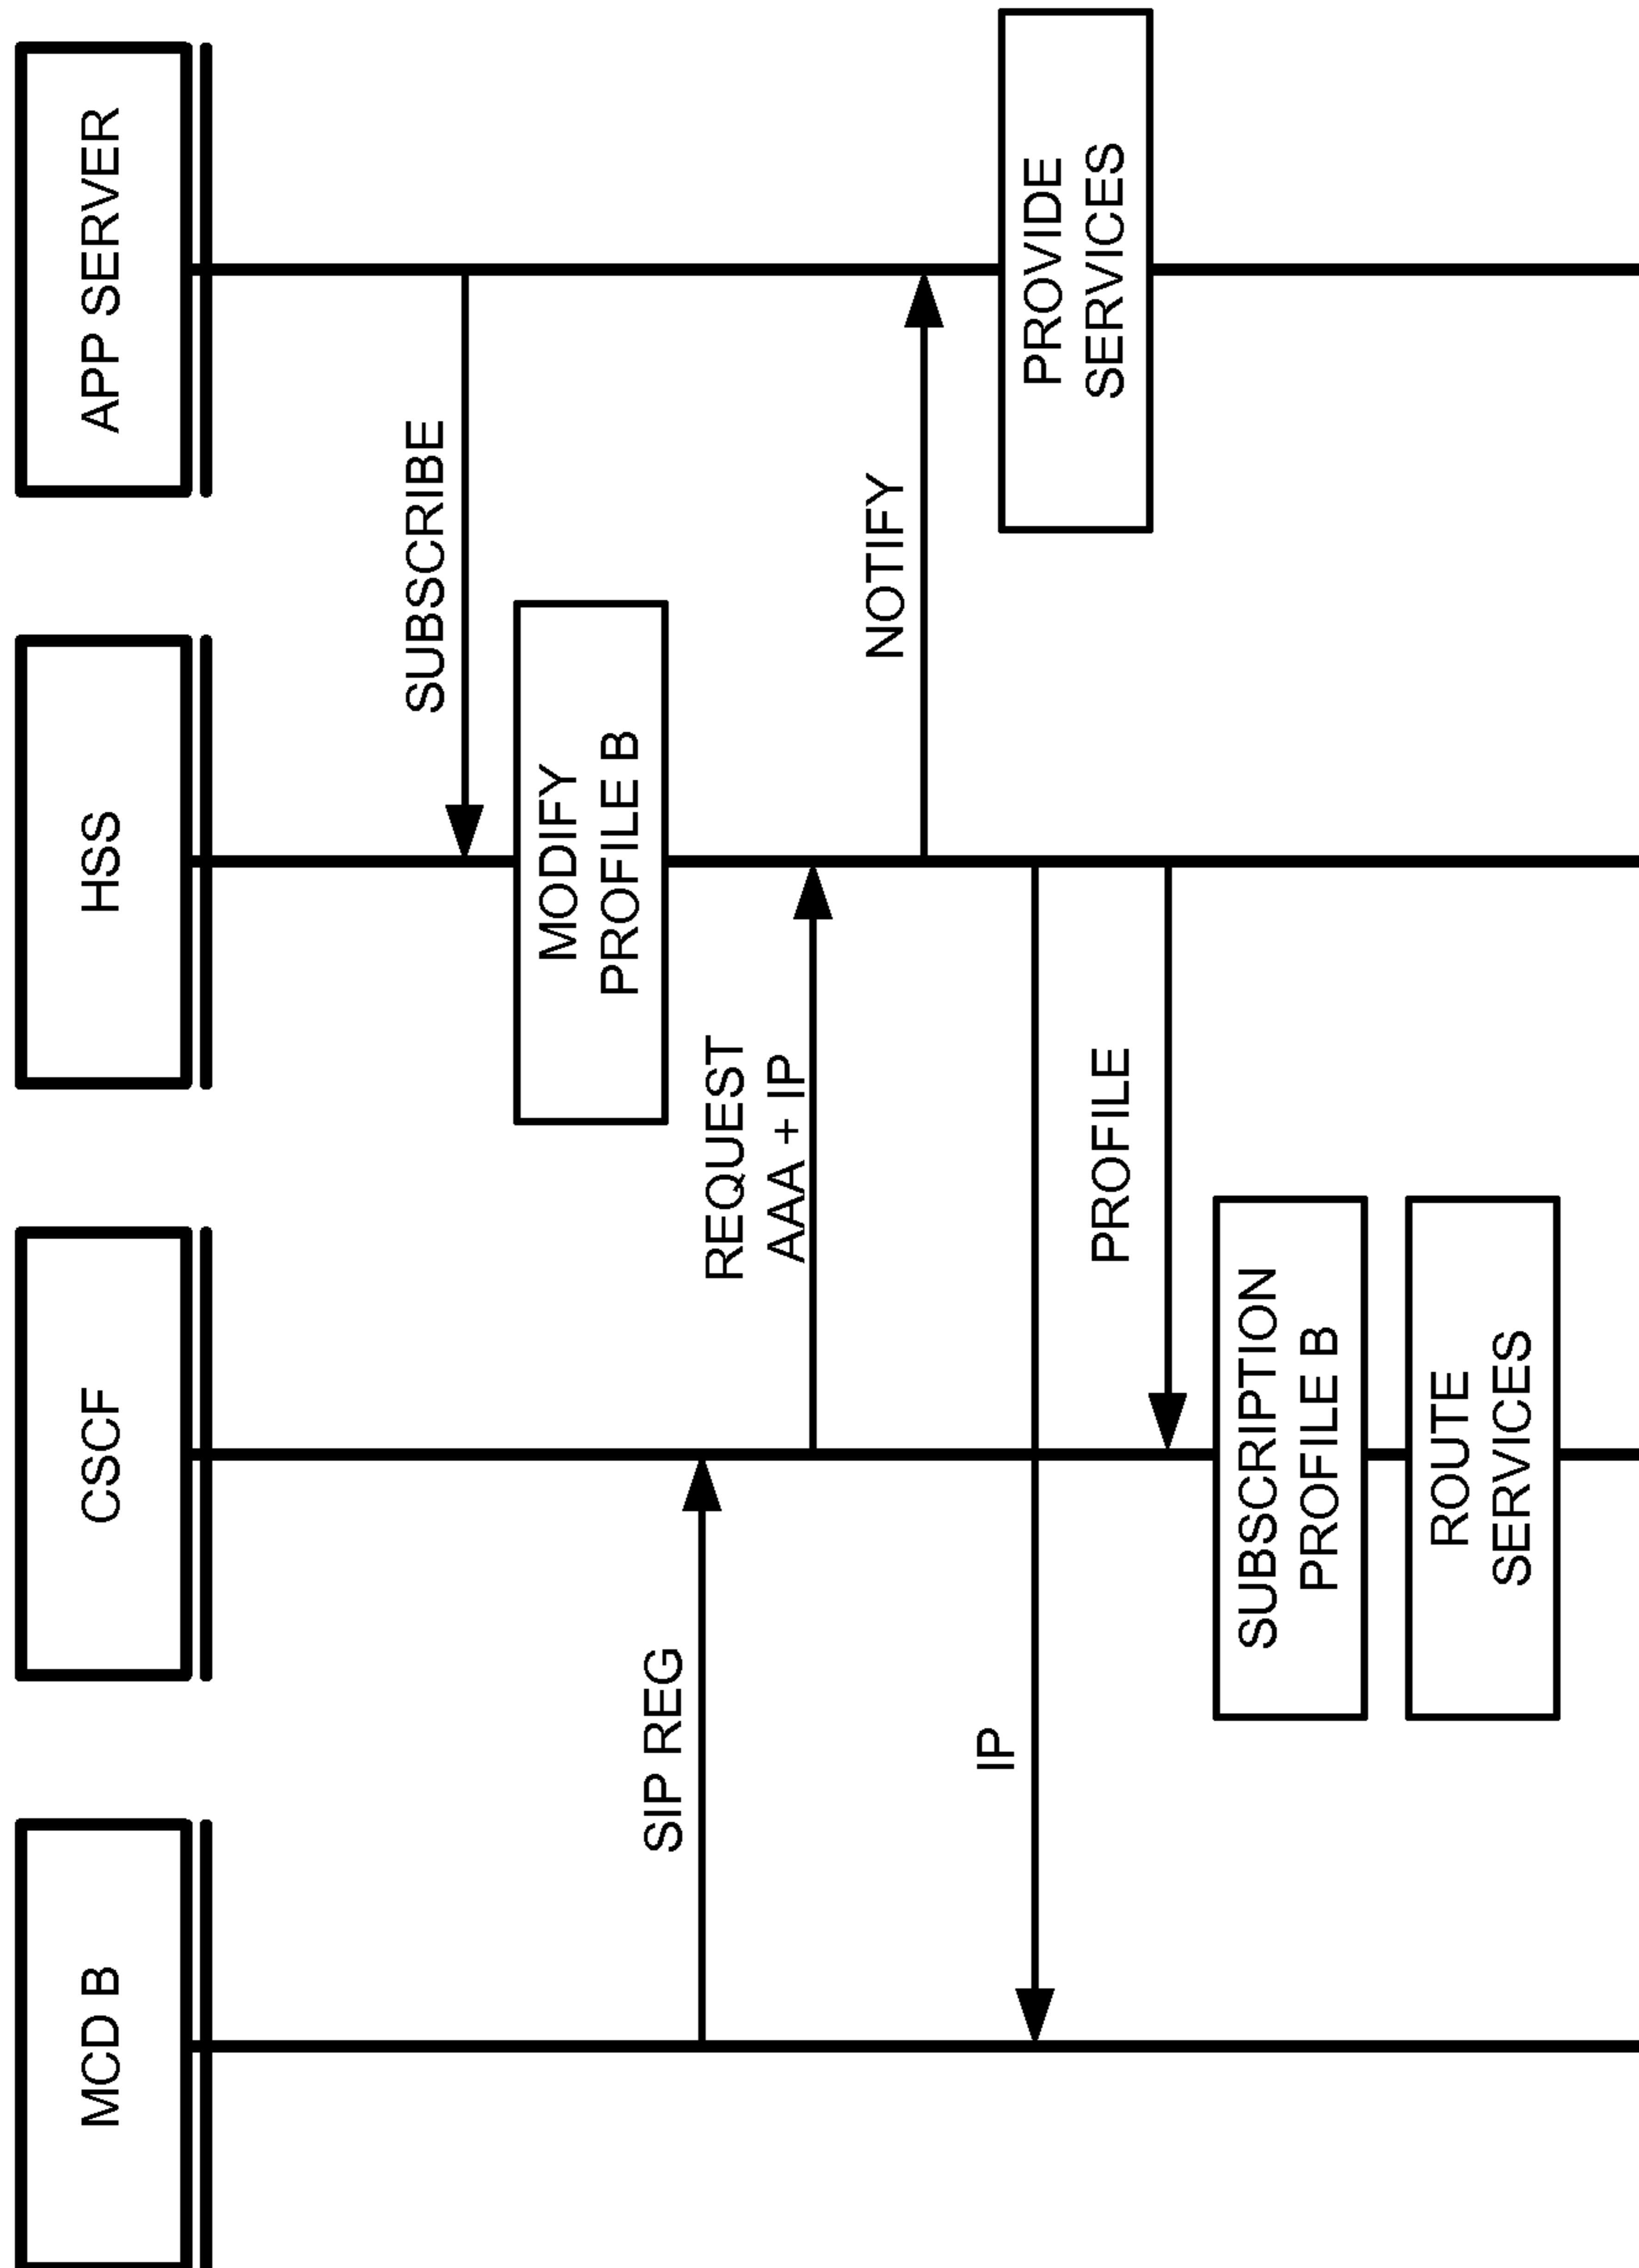 MCD B
CSCF
HSS
APP SERVER
SUBSCRIBE
MODIFY
PROFILE B
SIP REG
REQUEST
AAA + IP
NOTIFY
IP
PROVIDE
SERVICES
PROFILE
SUBSCRIPTION
PROFILE B
ROUTE
SERVICES